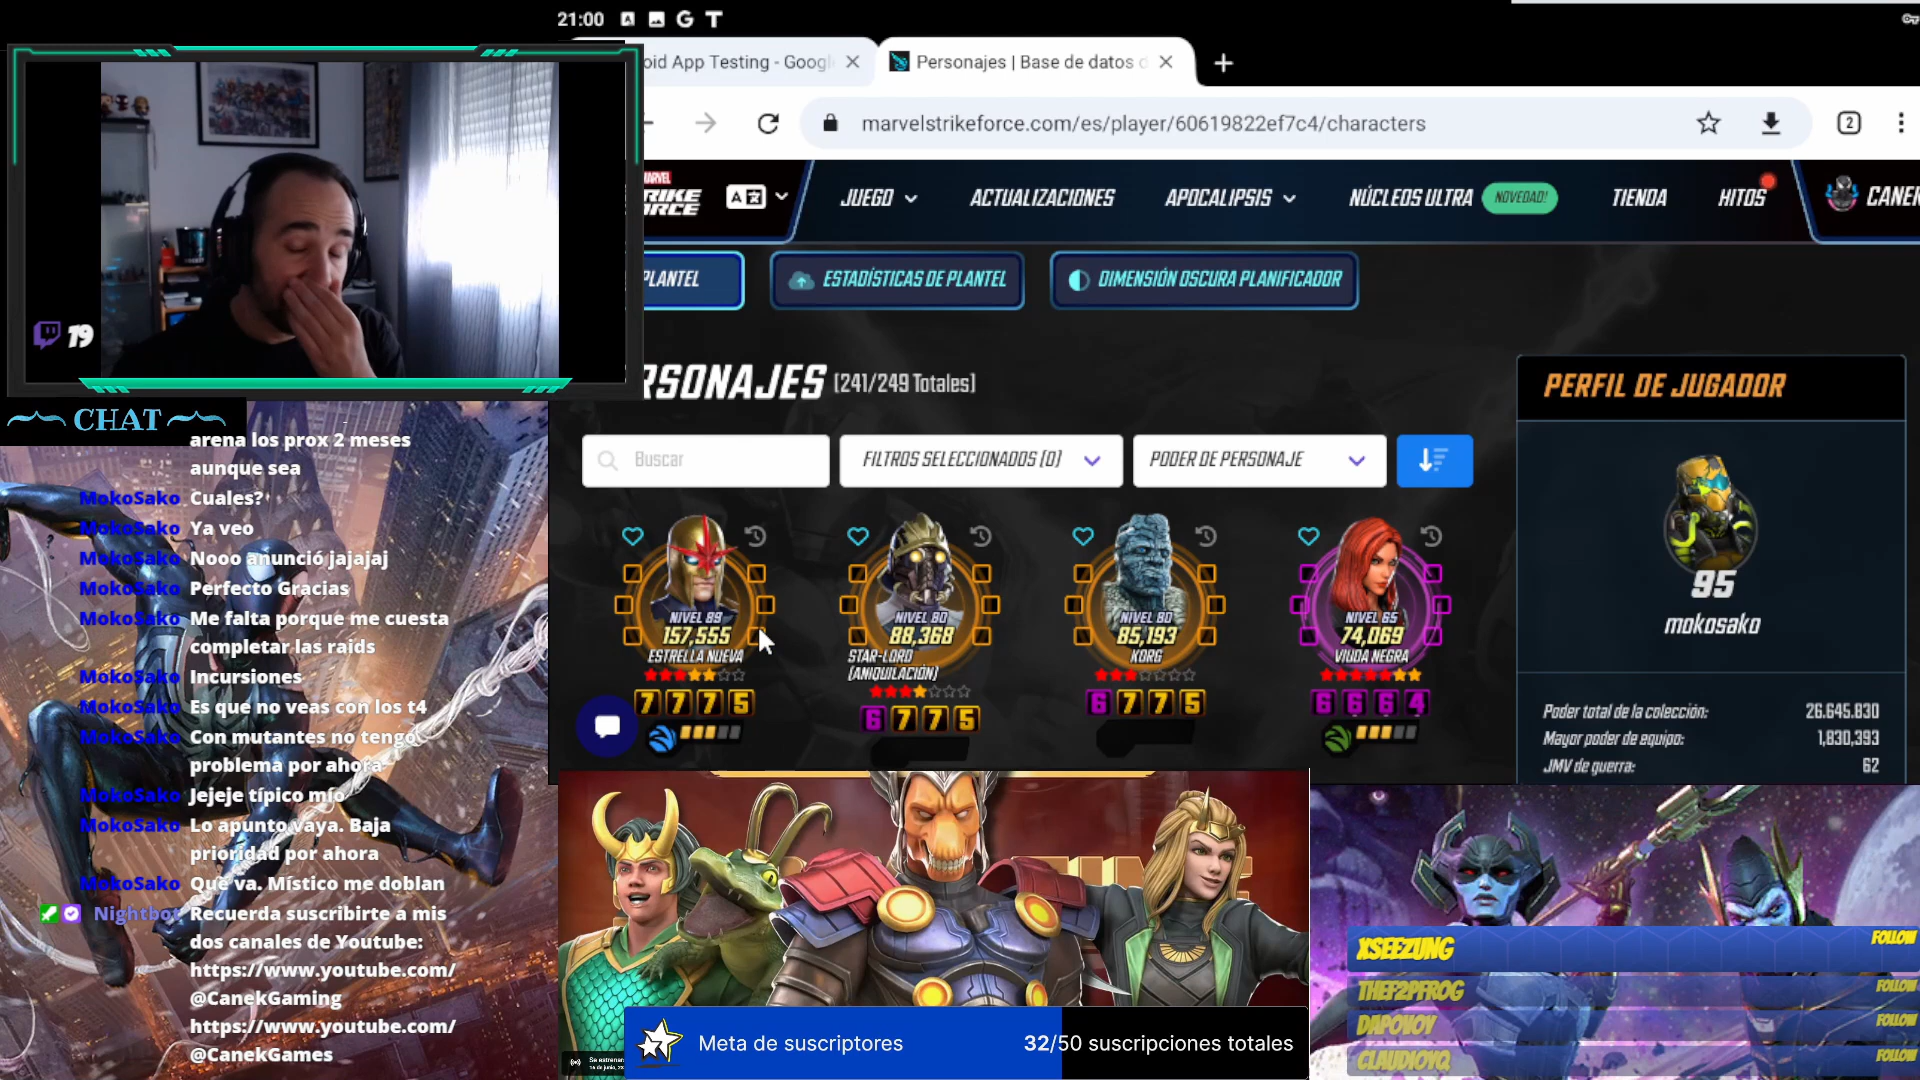 21:00
oid App Testing - Googl
Personajes | Base de datos d
marvelstrikeforce.com/es/player/60619822ef7c4/characters
2
MARVEL
RIKE
ORCE
JUEGO
ACTUALIZACIONES
APOCALIPSIS
NÚCLEOS ULTRA
NOVEDAD!
TIENDA
HITOS
CANEK
PLANTEL
ESTADÍSTICAS DE PLANTEL
DIMENSIÓN OSCURA PLANIFICADOR
19
RSONAJES [241/249 Totales]
Buscar
FILTROS SELECCIONADOS [0]
PODER DE PERSONAJE
NIVEL 89
157,555
ESTRELLA NUEVA
7 7 7 5
NIVEL 80
88,368
STAR-LORD
(ANIQUILACIÓN)
6 7 7 5
NIVEL 80
85,193
KORG
6 7 7 5
NIVEL 65
74,069
VIUDA NEGRA
6 6 6 4
PERFIL DE JUGADOR
95
mokosako
Poder total de la colección: 26.645.830
Mayor poder de equipo: 1,830,393
JMV de guerra: 62
CHAT
arena los prox 2 meses
aunque sea
MokoSako Cuales?
MokoSako Ya veo
MokoSako Nooo anunció jajajaj
MokoSako Perfecto Gracias
MokoSako Me falta porque me cuesta
completar las raids
MokoSako Incursiones
MokoSako Es que no veas con los t4
MokoSako Con mutantes no tengo
problema por ahora
MokoSako Jejeje típico mío
MokoSako Lo apunto vaya. Baja
prioridad por ahora
MokoSako Que va. Místico me doblan
Nightbot Recuerda suscribirte a mis
dos canales de Youtube:
https://www.youtube.com/
@CanekGaming
https://www.youtube.com/
@CanekGames
Meta de suscriptores
32/50 suscripciones totales
XSEEZUNG FOLLOW
THEF2PFROG FOLLOW
DAPOVOY FOLLOW
CLAUDIOYQ FOLLOW